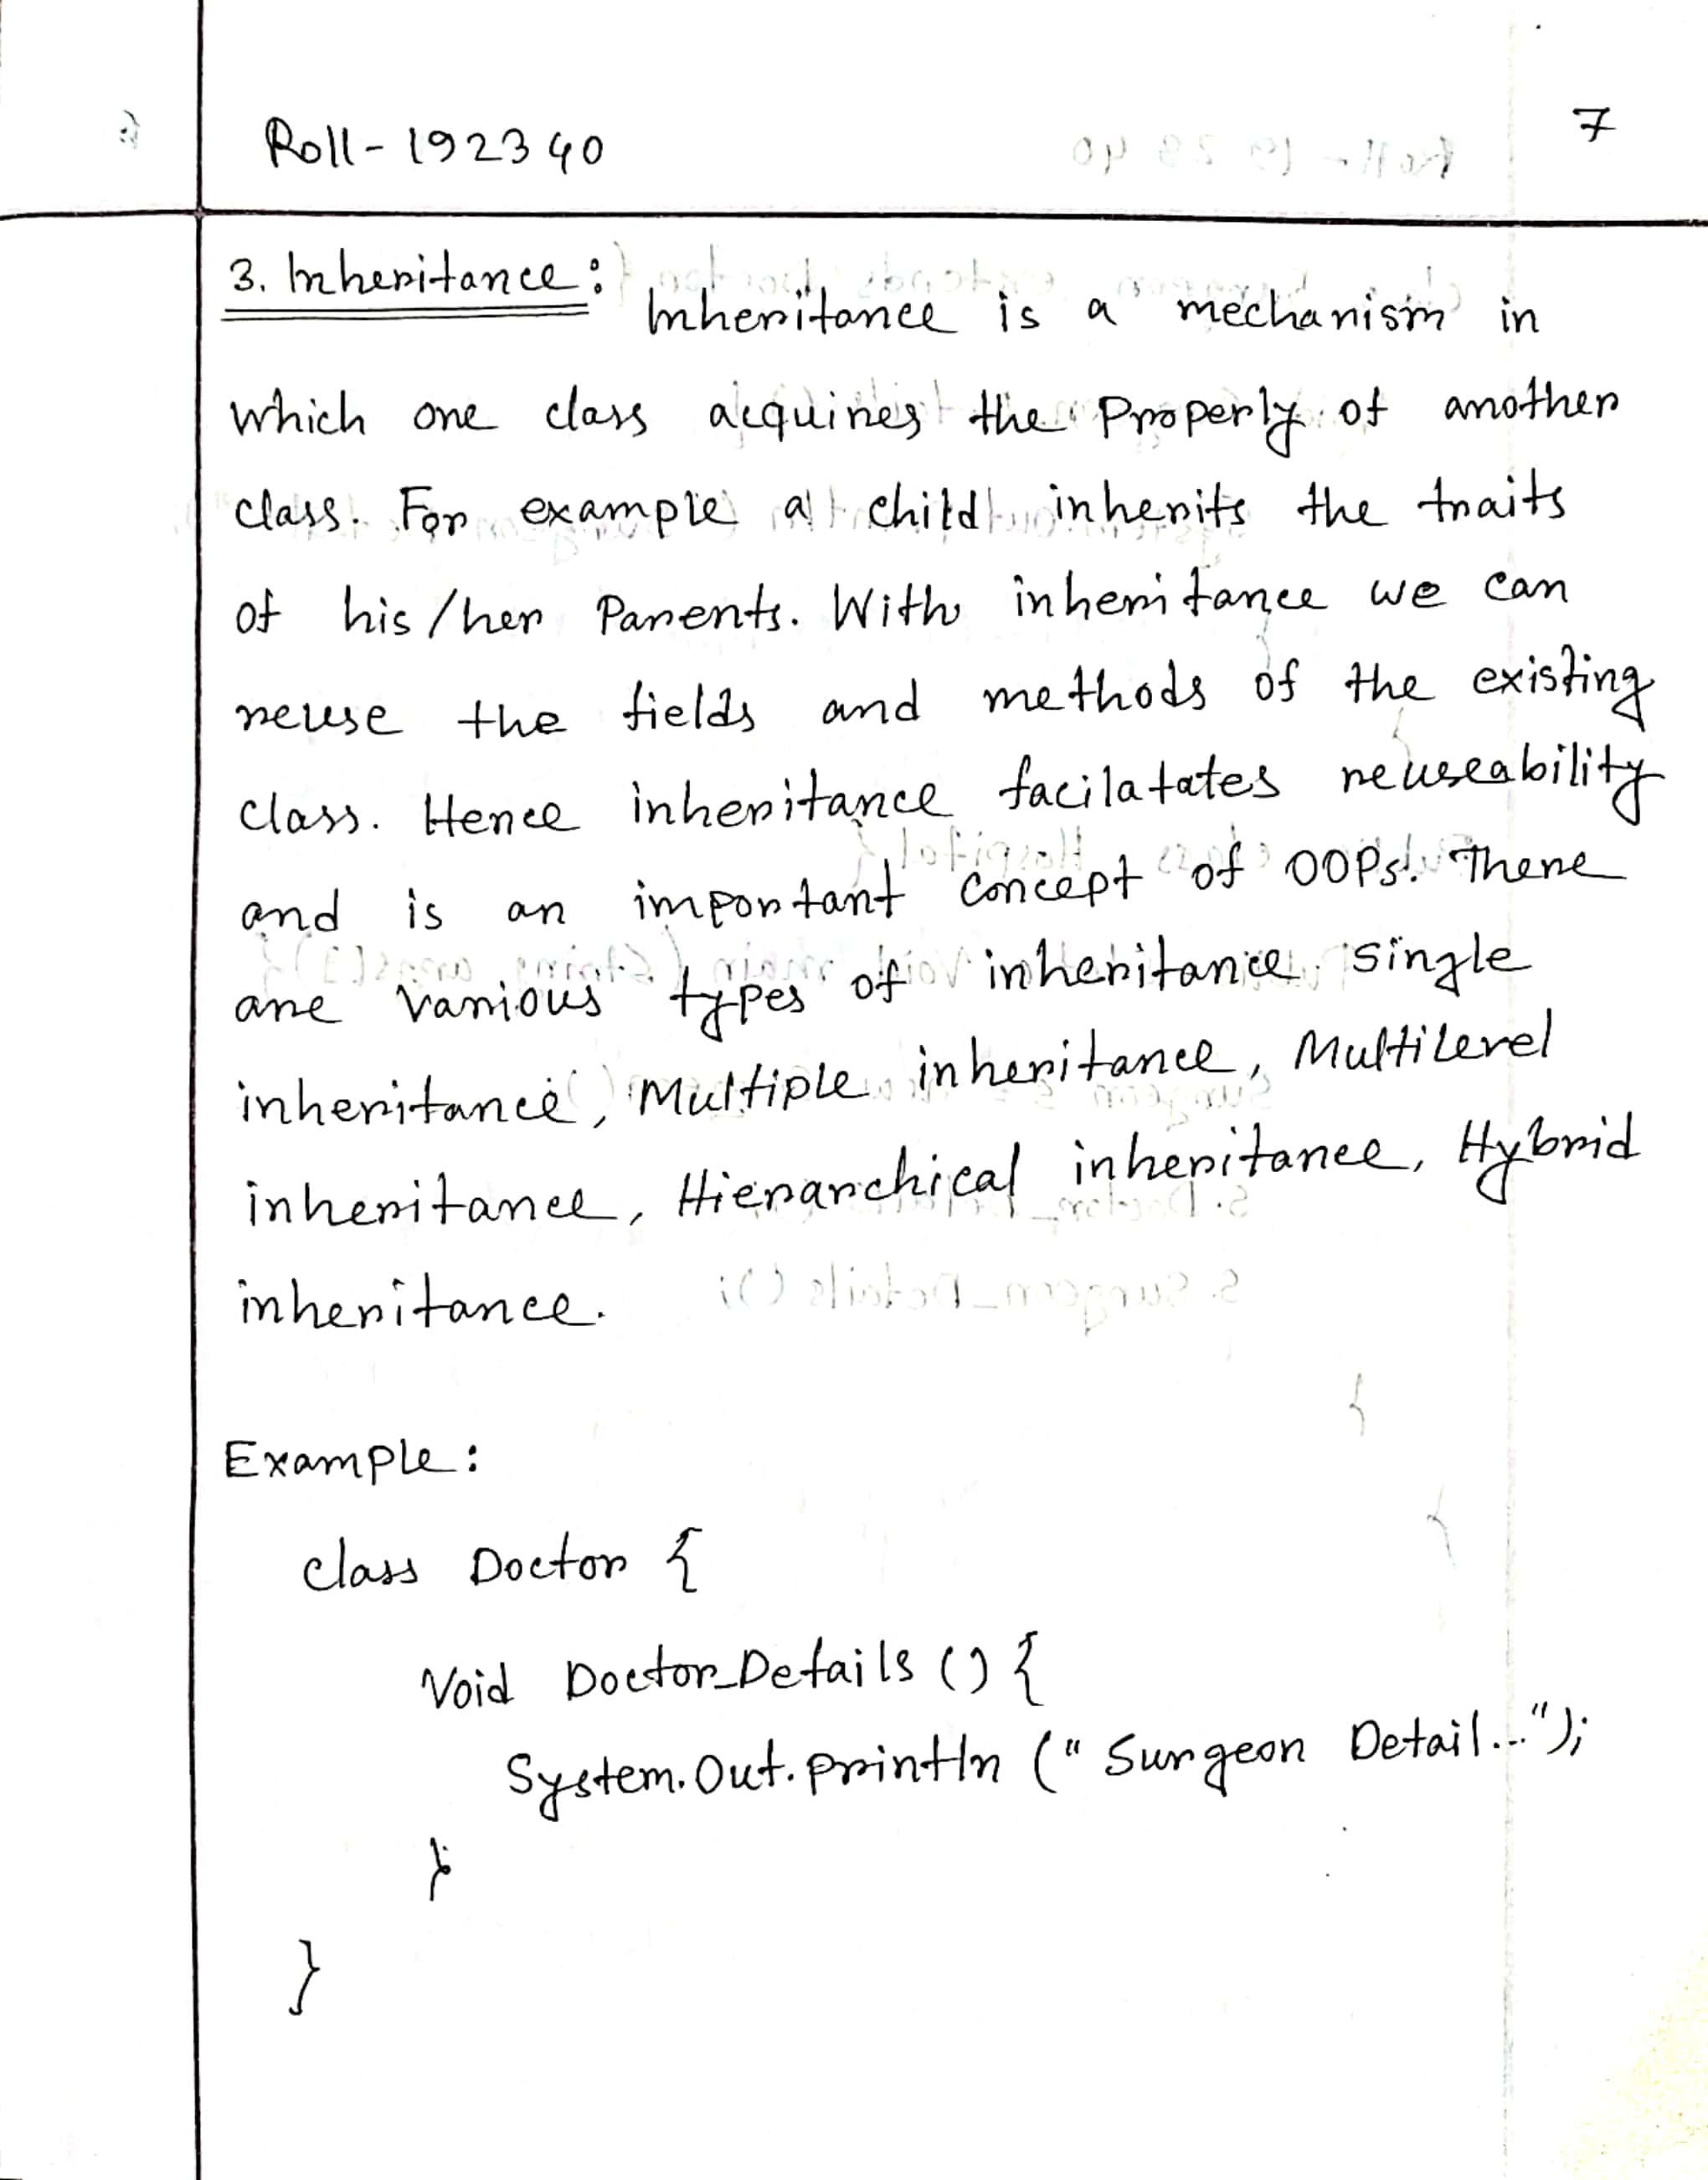 Roll-192340
7
3. Inheritance:
Inheritance is a mechanism in
which one class acquires the Property of another
class. For example a child inherits the traits
of his/her Parents. With inheritance we can
reuse the fields and methods of the existing
class. Hence inheritance facilatates reuseability
and is an important concept of OOPs. There
are various types of inheritance single
inheritance, Multiple inheritance, Multilevel
inheritance, Hierarchical inheritance, Hybrid
inheritance.
Example:
class Doctor {
Void Doctor_Details () {
System.Out.println (" Surgeon Detail...");
}
}